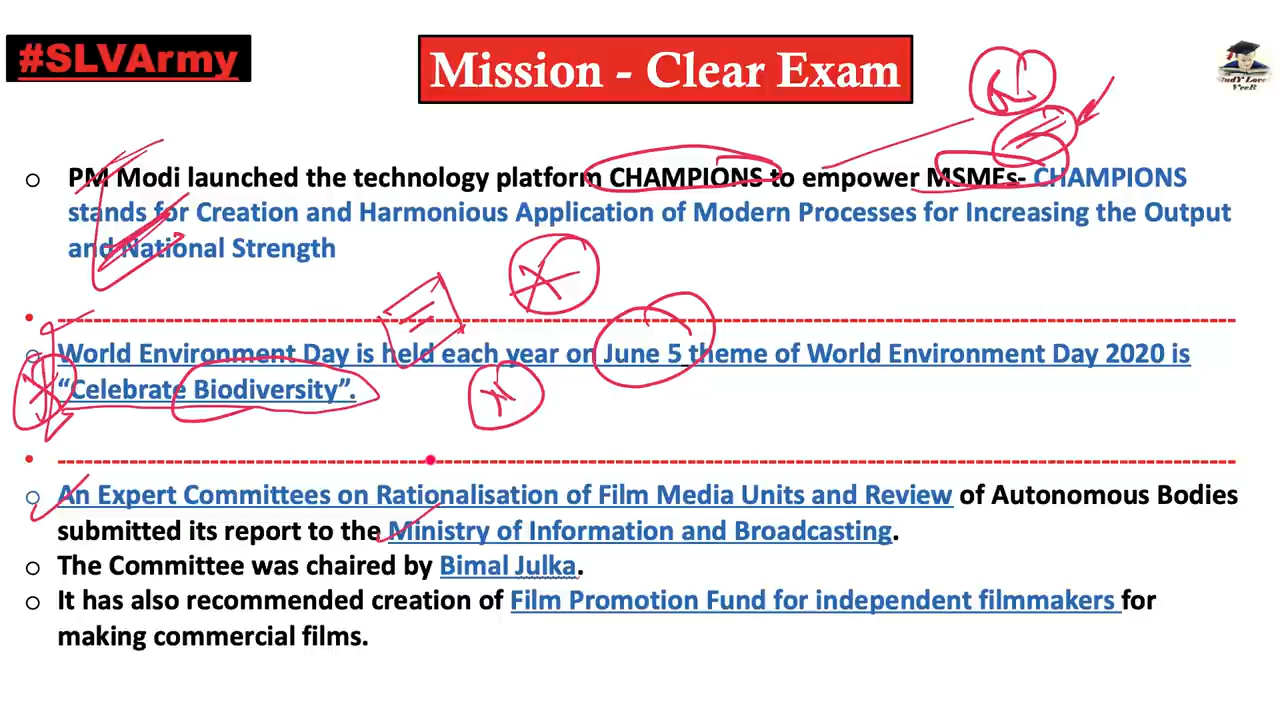 #SLVArmy
Mission - Clear Exam
StudY Lover
VeeR
o PM Modi launched the technology platform CHAMPIONS to empower MSMEs- CHAMPIONS
stands for Creation and Harmonious Application of Modern Processes for Increasing the Output
and National Strength
• ---------------------------------------------------------------------------------------------------
o World Environment Day is held each year on June 5 theme of World Environment Day 2020 is
“Celebrate Biodiversity”.
• ---------------------------------------------------------------------------------------------------
o An Expert Committees on Rationalisation of Film Media Units and Review of Autonomous Bodies
submitted its report to the Ministry of Information and Broadcasting.
o The Committee was chaired by Bimal Julka.
o It has also recommended creation of Film Promotion Fund for independent filmmakers for
making commercial films.